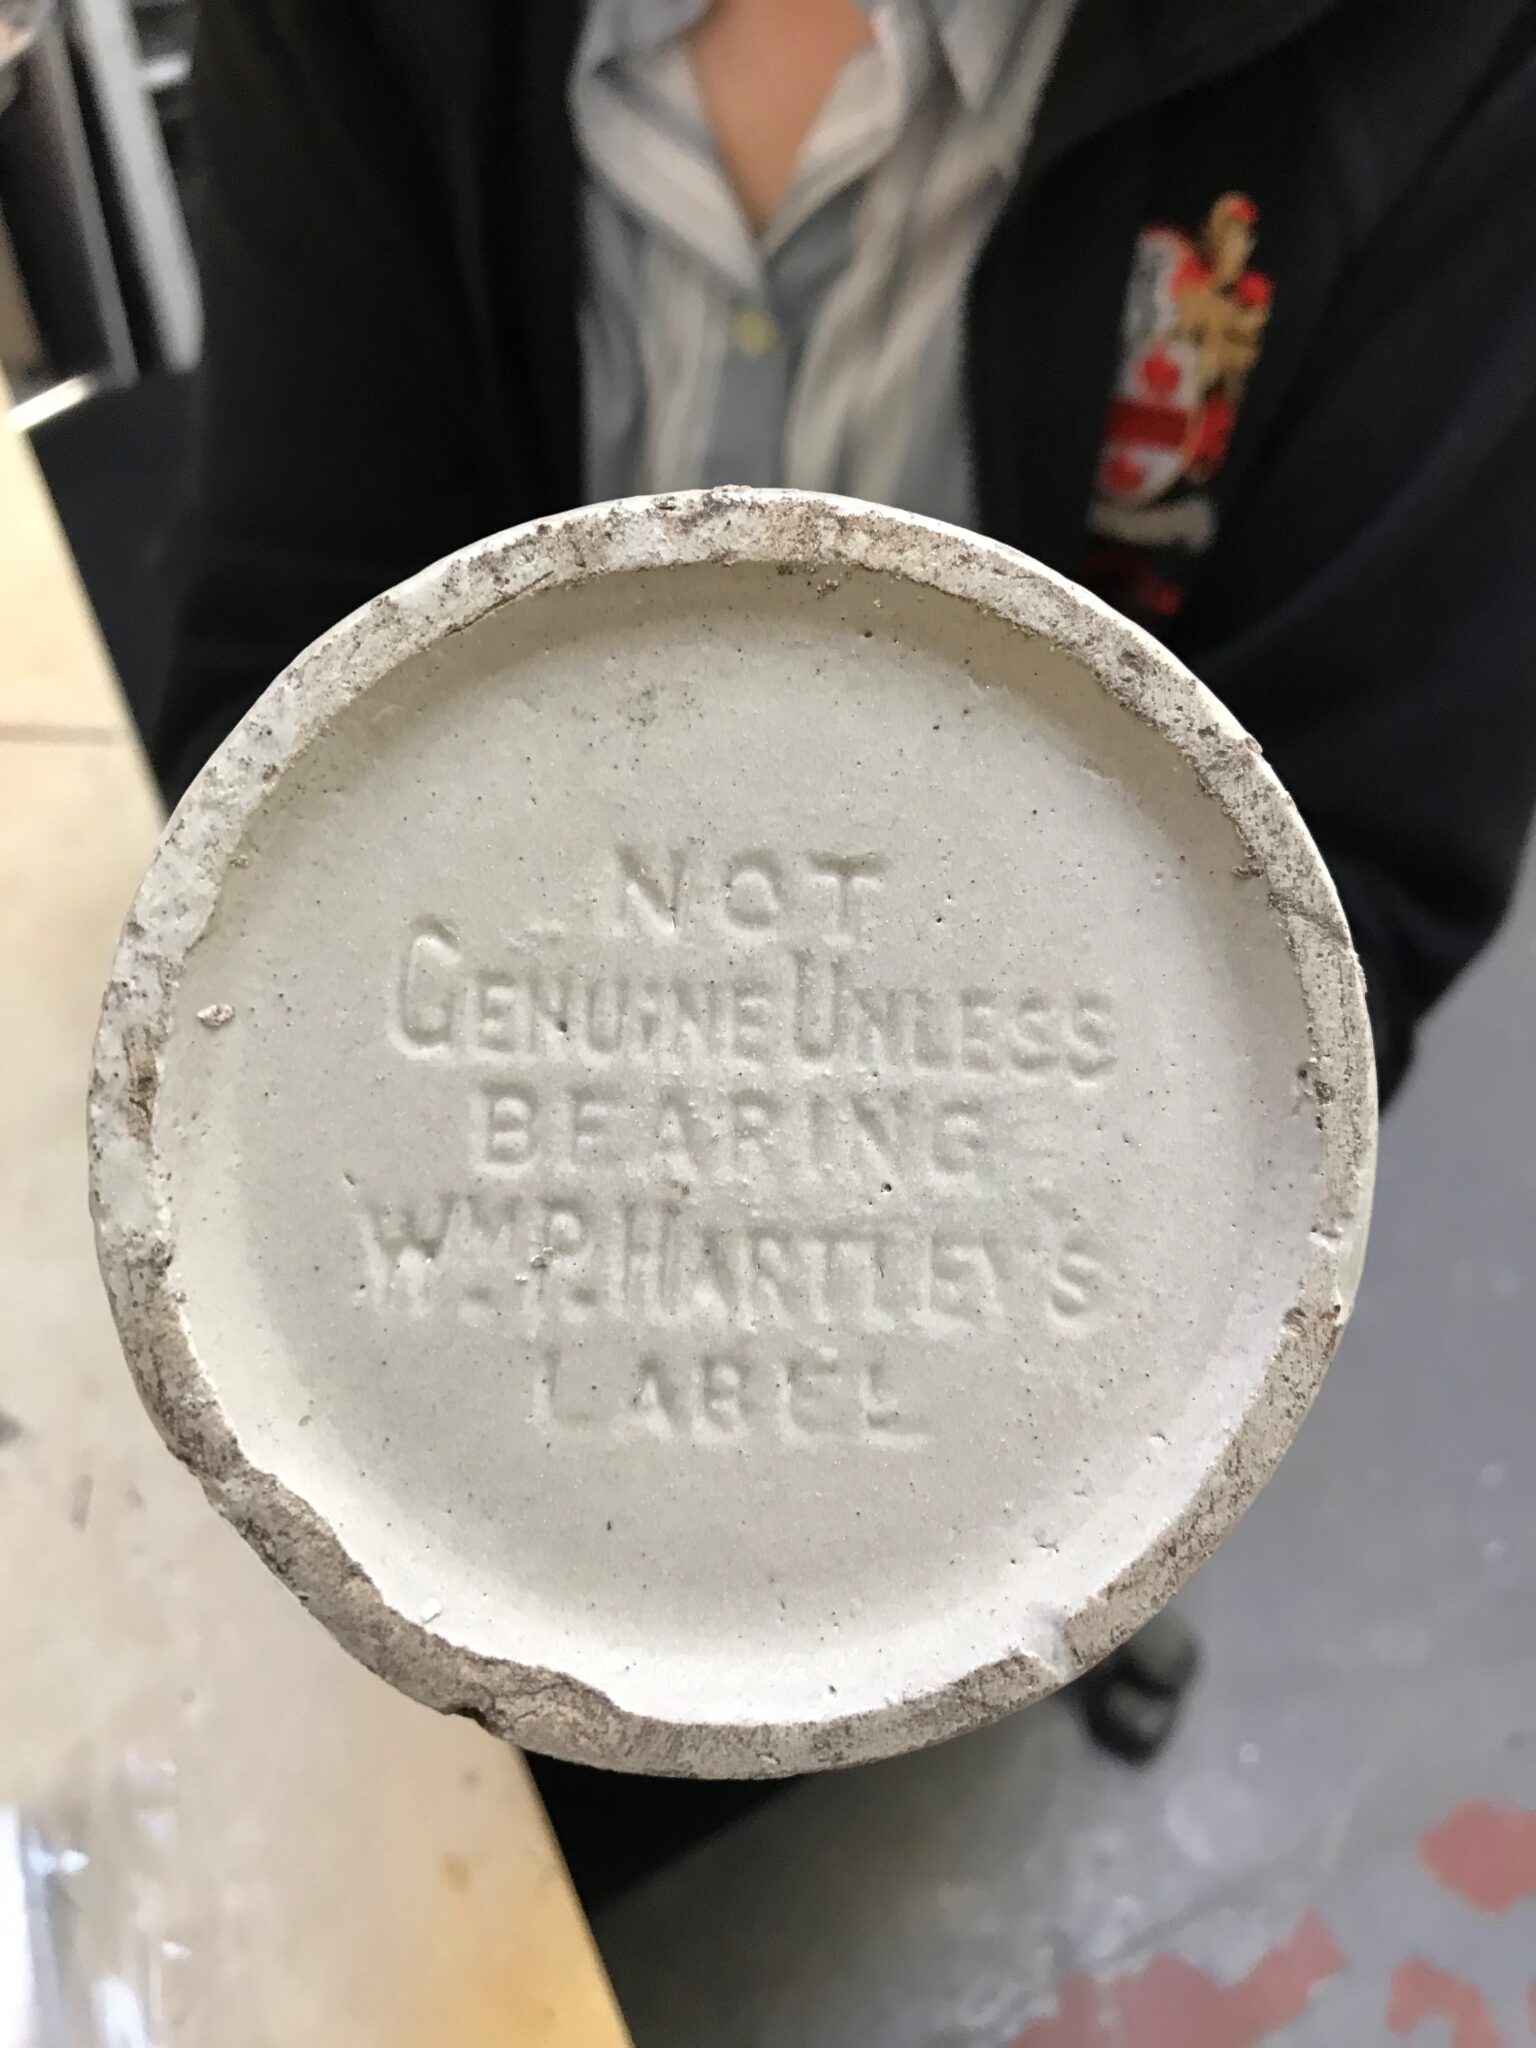 NOT
GENUINE UNLESS
BEARING
WM. P. HARTLEY'S
LABEL